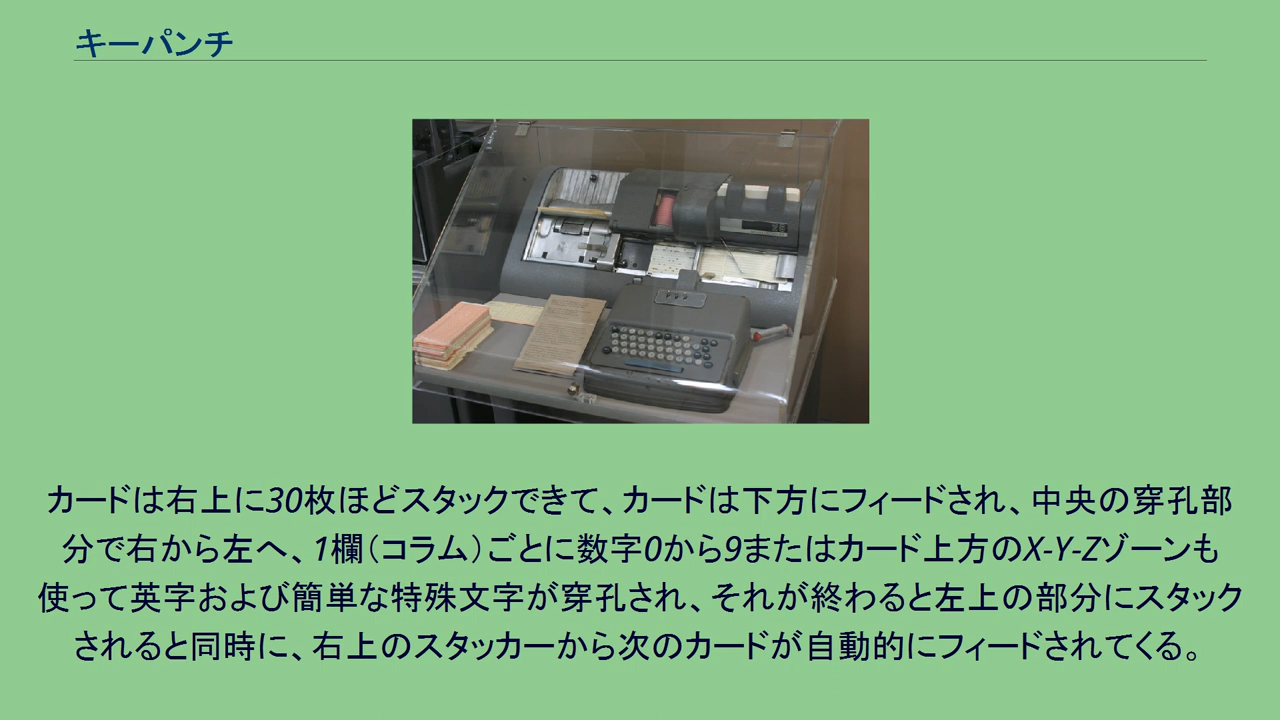 キーパンチ
カードは右上に30枚ほどスタックできて、カードは下方にフィードされ、中央の穿孔部
分で右から左へ、1欄（コラム）ごとに数字0から9またはカード上方のX-Y-Zゾーンも
使って英字および簡単な特殊文字が穿孔され、それが終わると左上の部分にスタック
されると同時に、右上のスタッカーから次のカードが自動的にフィードされてくる。